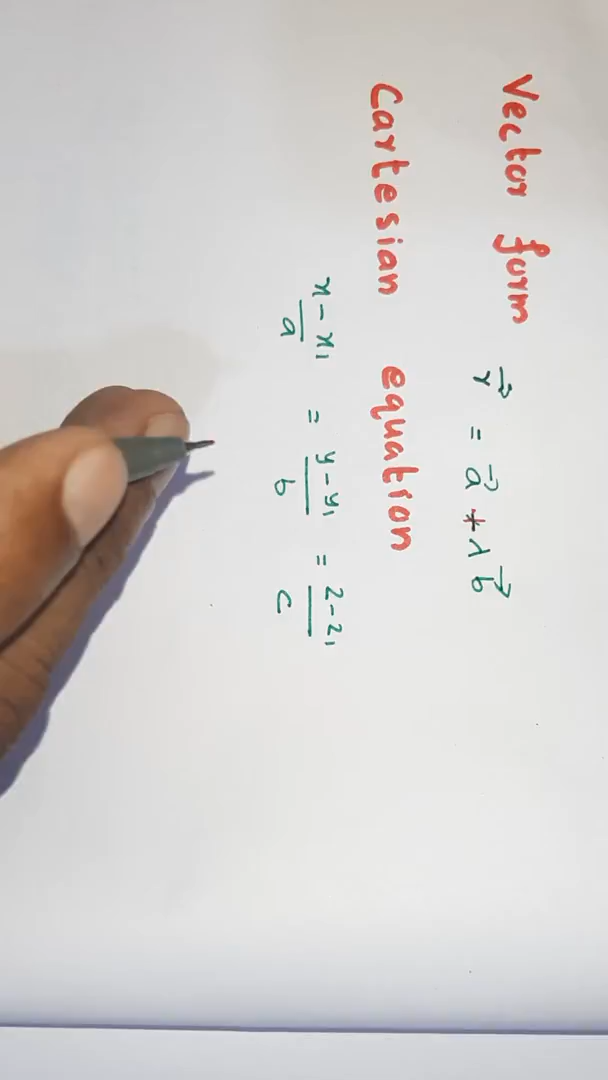 Vector form r⃗ = a⃗ + λb⃗
Cartesian equation
x - x₁ / a = y - y₁ / b = z - z₁ / c